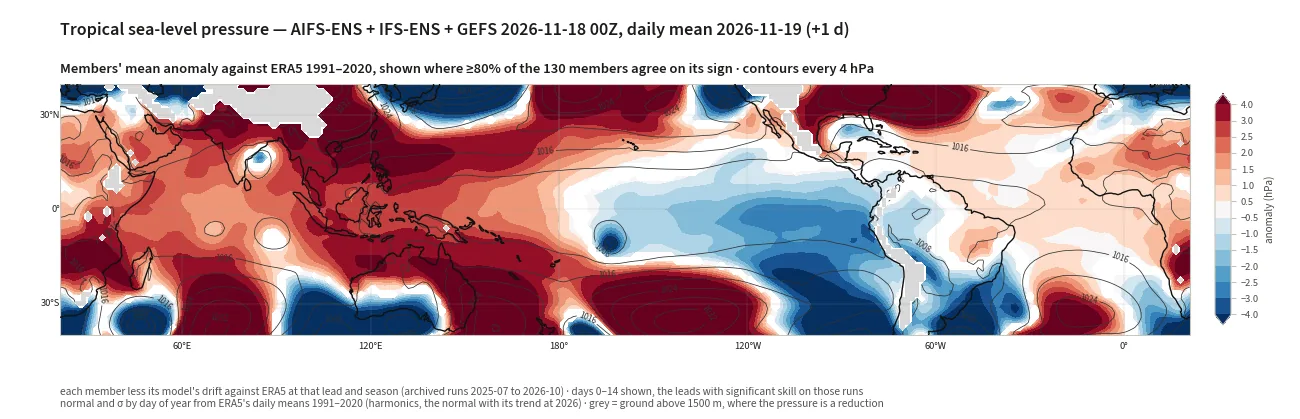 Tropical sea-level pressure — AIFS-ENS + IFS-ENS + GEFS 2026-11-18 00Z, daily mean 2026-11-19 (+1 d)
Members' mean anomaly against ERA5 1991–2020, shown where ≥80% of the 130 members agree on its sign · contours every 4 hPa
30°N
0°
30°S
60°E
120°E
180°
120°W
60°W
0°
1016
1016
1016
1016
1016
1016
1008
1016
1024
4.0
3.0
2.5
2.0
1.5
1.0
0.5
−0.5
−1.0
−1.5
−2.0
−2.5
−3.0
−4.0
anomaly (hPa)
each member less its model's drift against ERA5 at that lead and season (archived runs 2025-07 to 2026-10) · days 0–14 shown, the leads with significant skill on those runs
normal and σ by day of year from ERA5's daily means 1991–2020 (harmonics, the normal with its trend at 2026) · grey = ground above 1500 m, where the pressure is a reduction